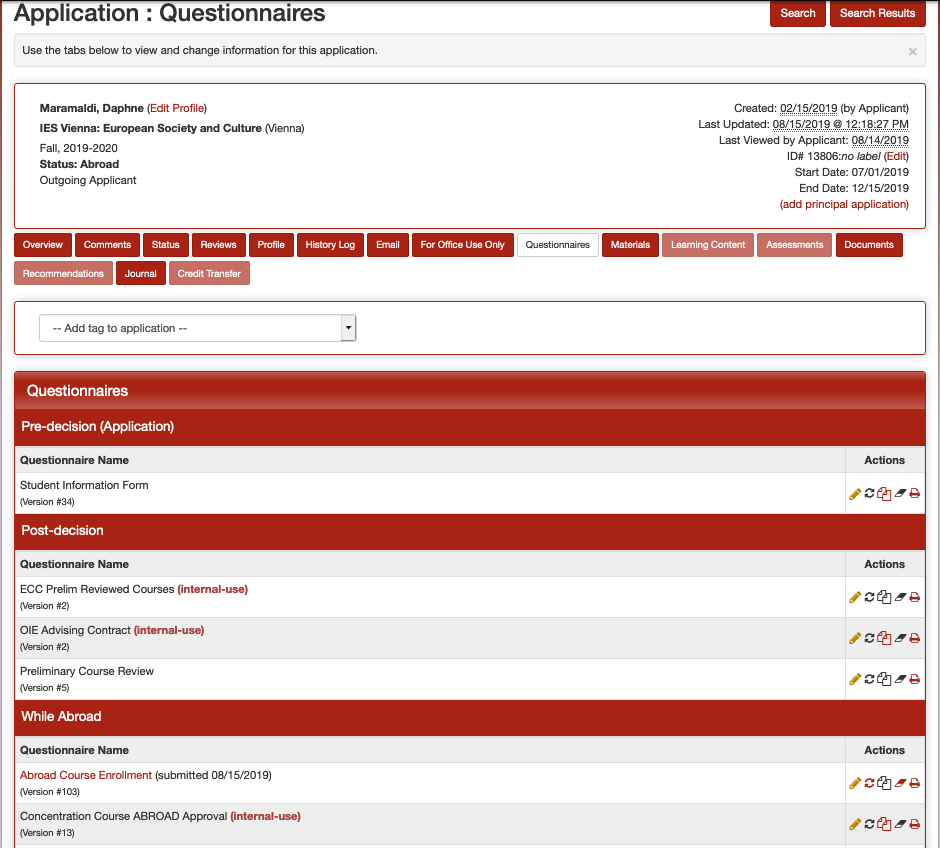 Application : Questionnaires
Search
Search Results
Use the tabs below to view and change information for this application.
×
Maramaldi, Daphne (Edit Profile)
IES Vienna: European Society and Culture (Vienna)
Fall, 2019-2020
Status: Abroad
Outgoing Applicant
Created: 02/15/2019 (by Applicant)
Last Updated: 08/15/2019 @ 12:18:27 PM
Last Viewed by Applicant: 08/14/2019
ID# 13806:no label (Edit)
Start Date: 07/01/2019
End Date: 12/15/2019
(add principal application)
Overview Comments Status Reviews Profile History Log Email For Office Use Only Questionnaires Materials Learning Content Assessments Documents
Recommendations Journal Credit Transfer
-- Add tag to application --
Questionnaires
Pre-decision (Application)
Questionnaire Name Actions
Student Information Form
(Version #34)
Post-decision
Questionnaire Name Actions
ECC Prelim Reviewed Courses (internal-use)
(Version #2)
OIE Advising Contract (internal-use)
(Version #2)
Preliminary Course Review
(Version #5)
While Abroad
Questionnaire Name Actions
Abroad Course Enrollment (submitted 08/15/2019)
(Version #103)
Concentration Course ABROAD Approval (internal-use)
(Version #13)